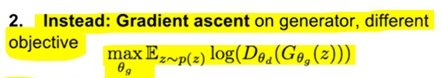 2. Instead: Gradient ascent on generator, different
objective
max 𝔼_{z∼p(z)} log(D_{θ_d}(G_{θ_g}(z)))
θ_g